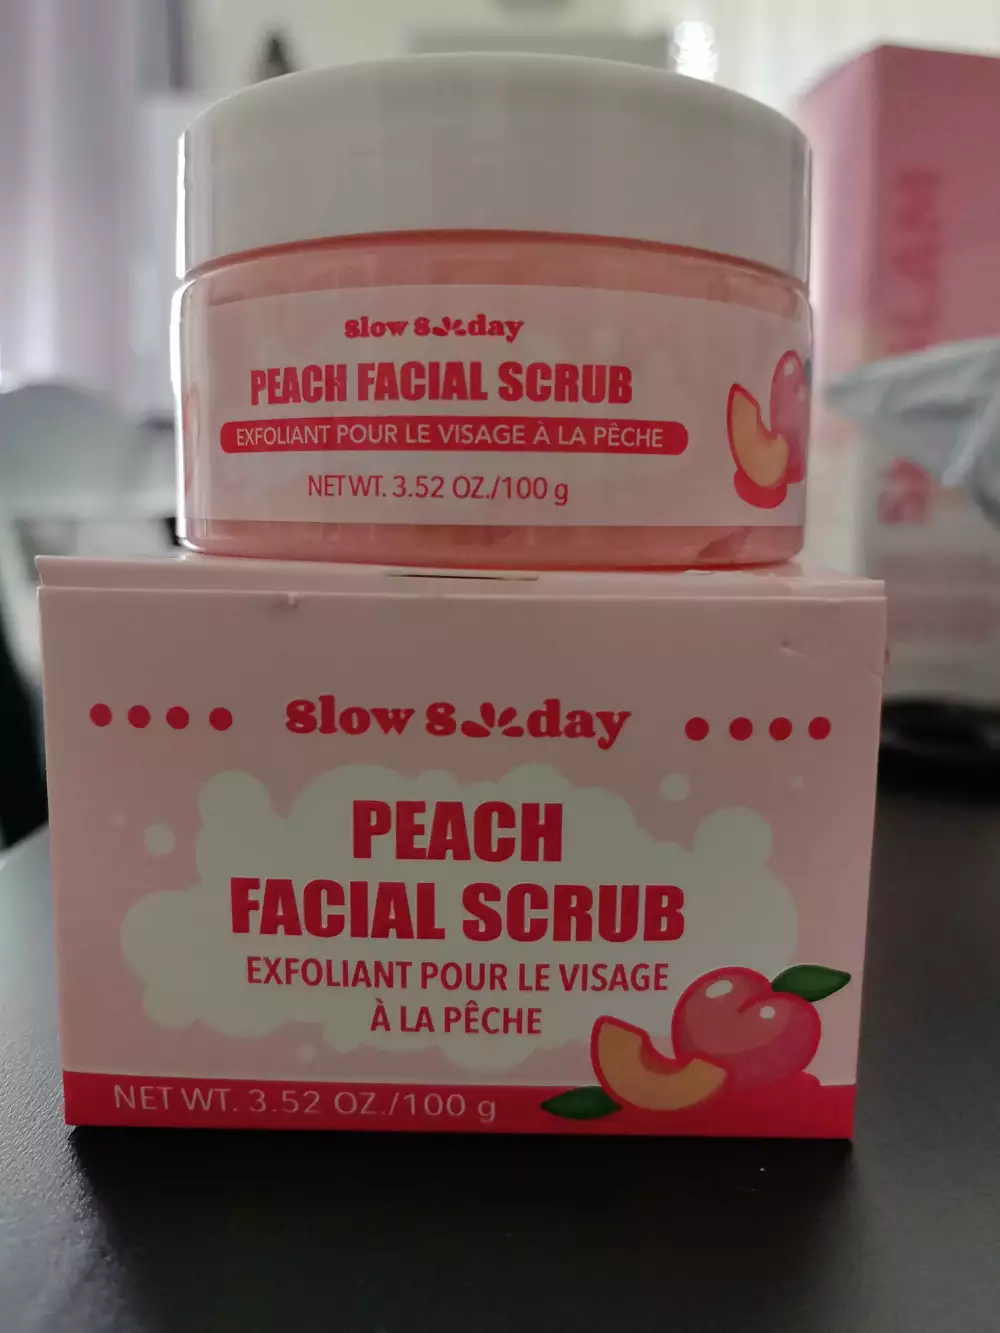 Slow Sunday
PEACH FACIAL SCRUB
EXFOLIANT POUR LE VISAGE À LA PÊCHE
NET WT. 3.52 OZ./100 g
Slow Sunday
PEACH
FACIAL SCRUB
EXFOLIANT POUR LE VISAGE
À LA PÊCHE
NET WT. 3.52 OZ./100 g